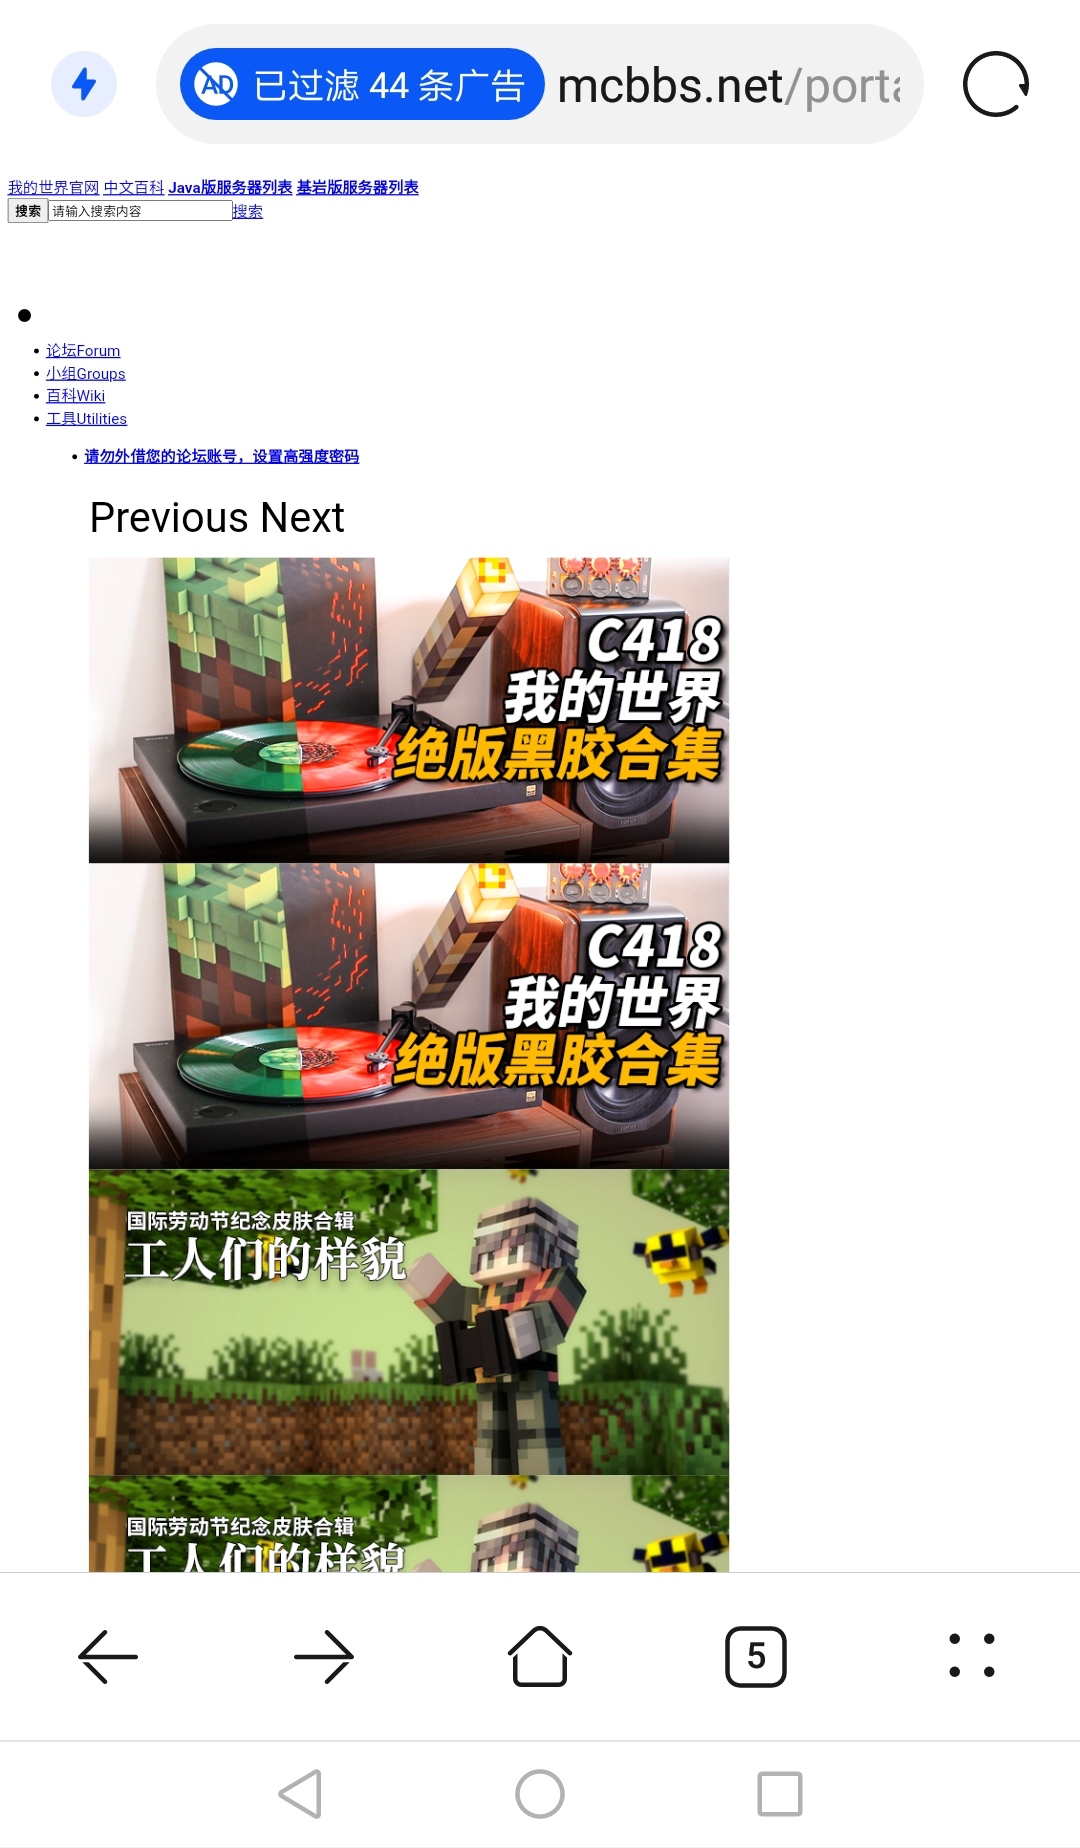 已过滤 44 条广告 mcbbs.net/porta
我的世界官网 中文百科 Java版服务器列表 基岩版服务器列表
搜索 请输入搜索内容 搜索
论坛Forum
小组Groups
百科Wiki
工具Utilities
请勿外借您的论坛账号，设置高强度密码
Previous Next
C418
我的世界
绝版黑胶合集
C418
我的世界
绝版黑胶合集
国际劳动节纪念皮肤合辑
工人们的样貌
国际劳动节纪念皮肤合辑
工人们的样貌
5